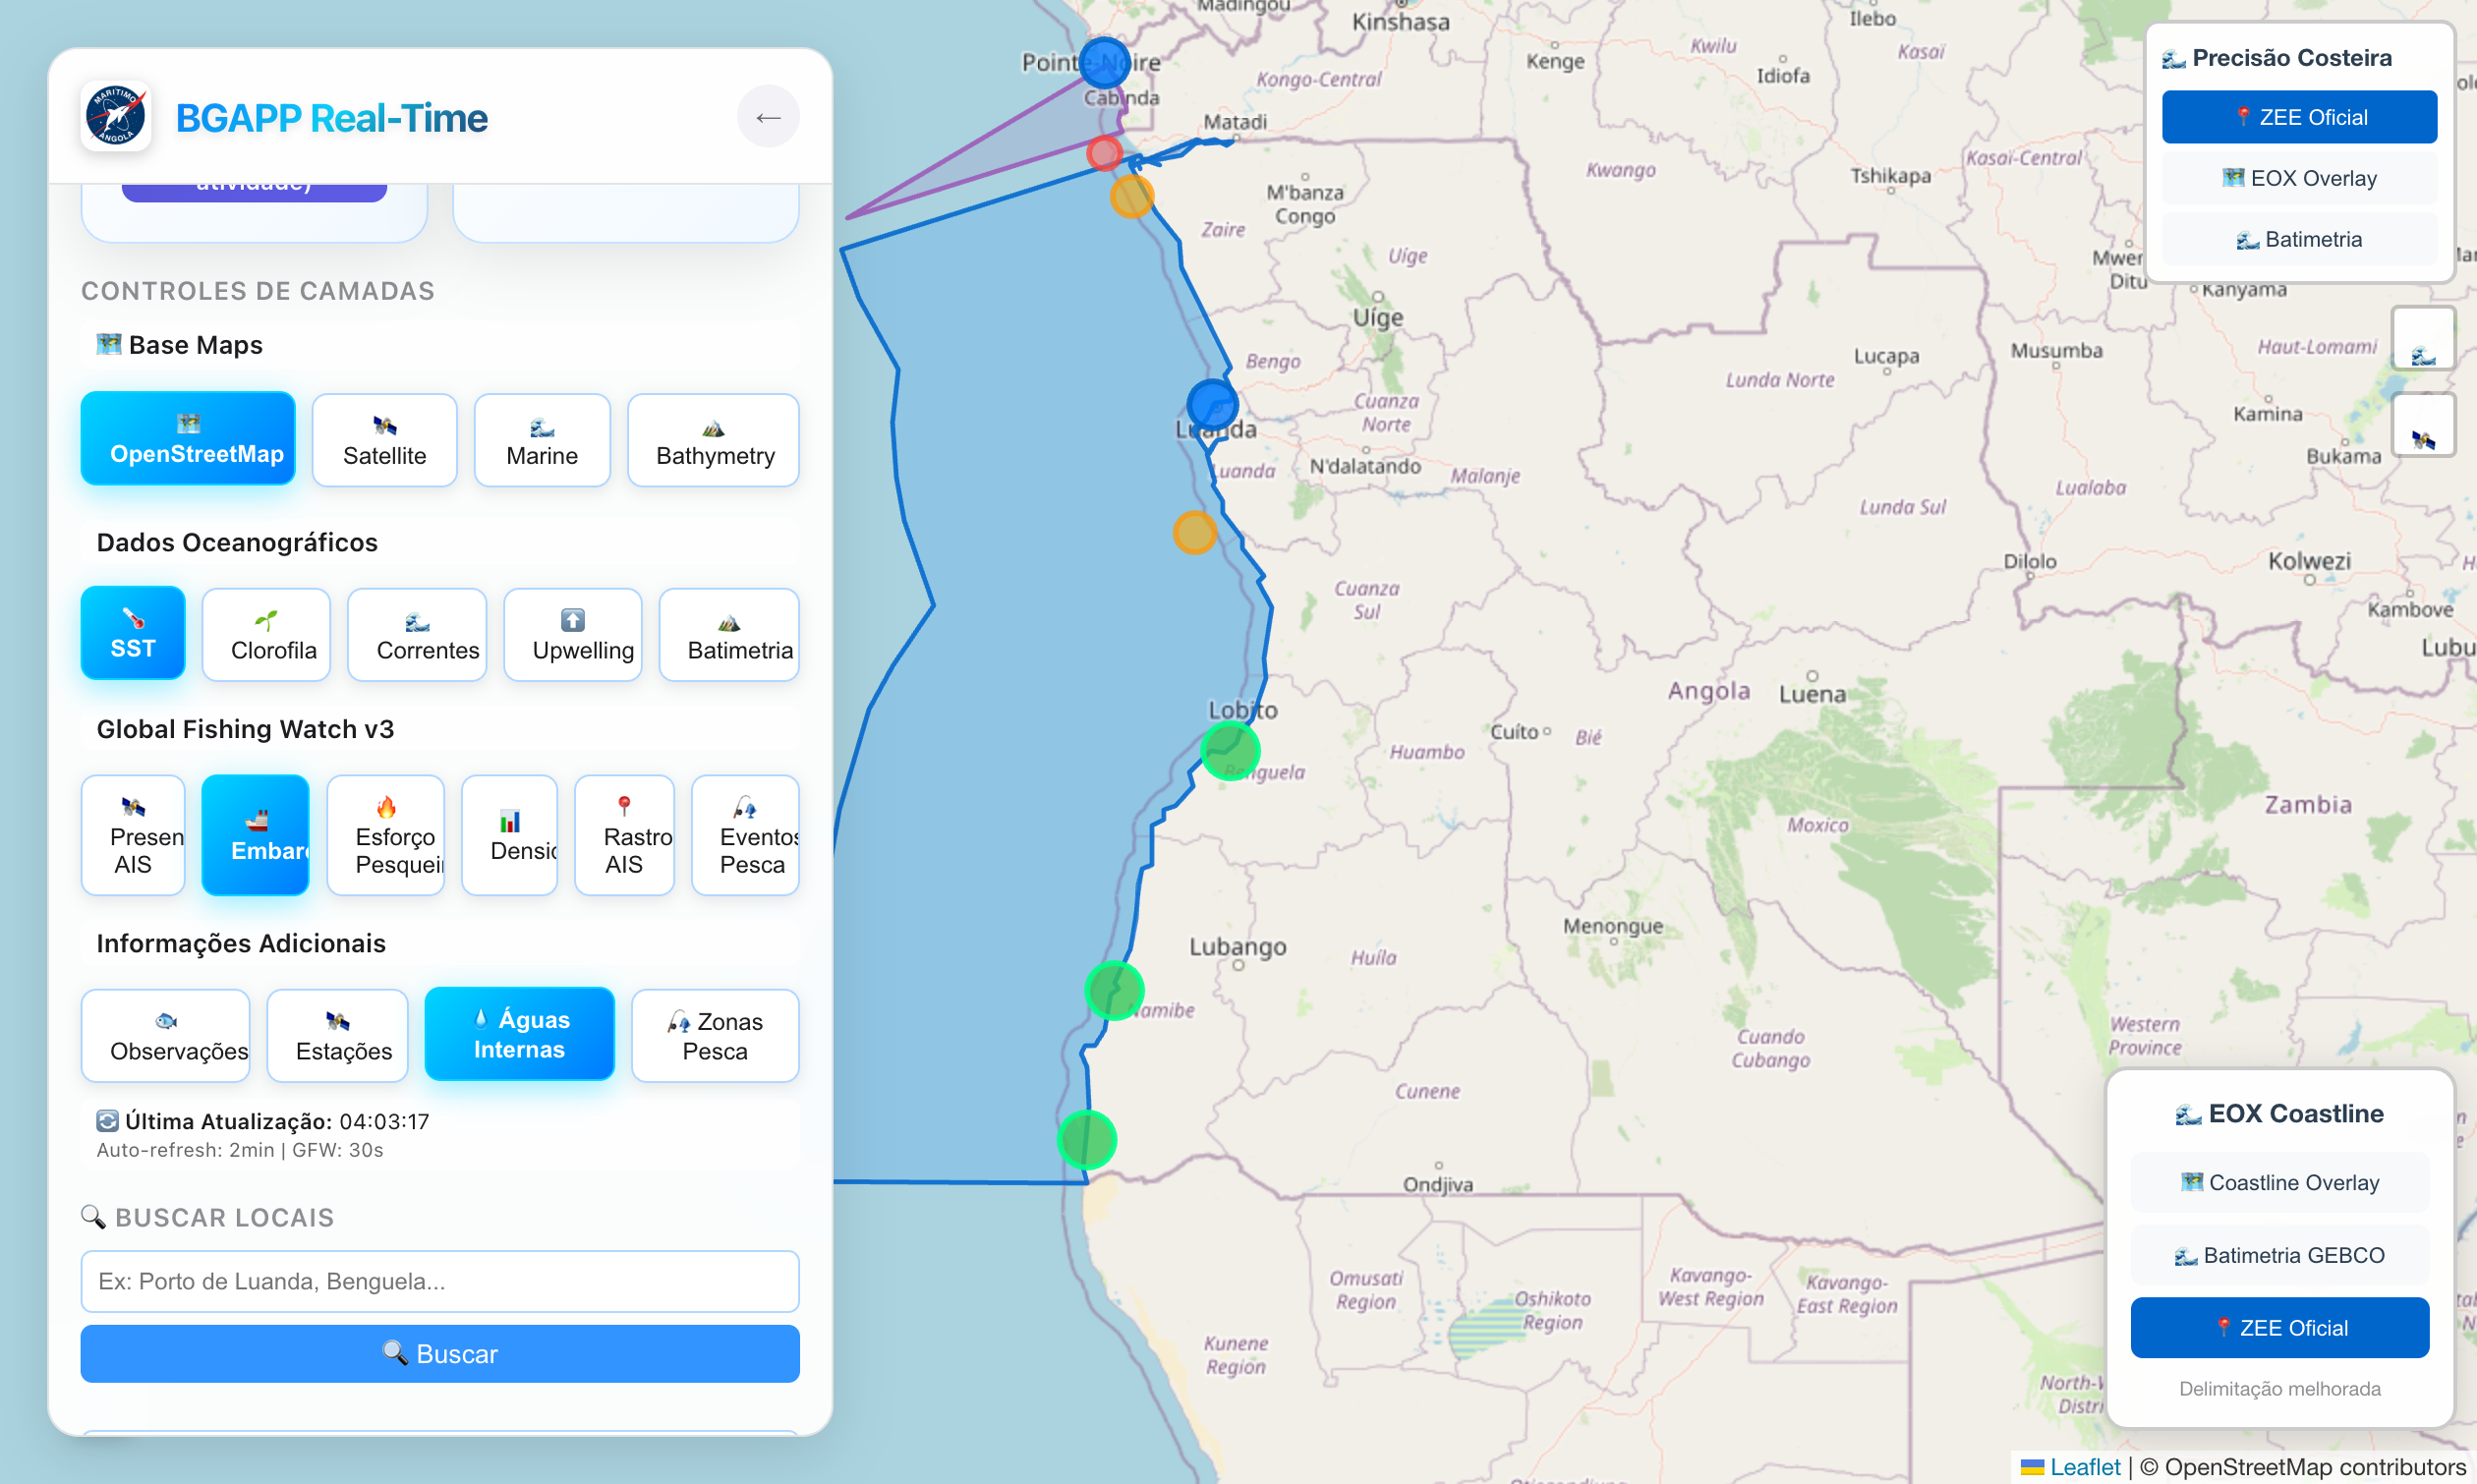 MARÍTIMO
ANGOLA
BGAPP Real-Time
←
atividade)
CONTROLES DE CAMADAS
Base Maps
OpenStreetMap
Satellite
Marine
Bathymetry
Dados Oceanográficos
SST
Clorofila
Correntes
Upwelling
Batimetria
Global Fishing Watch v3
Presen
AIS
Embar
Esforço
Pesquei
Densid
Rastro
AIS
Eventos
Pesca
Informações Adicionais
Observações
Estações
Águas
Internas
Zonas
Pesca
Última Atualização: 04:03:17
Auto-refresh: 2min | GFW: 30s
BUSCAR LOCAIS
Ex: Porto de Luanda, Benguela...
Buscar
Madingou
Kinshasa
Ilebo
Pointe-Noire
Kenge
Kwilu
Idiofa
Kasaï
Kongo-Central
Cabinda
Matadi
Kwango
Tshikapa
Kasaï-Central
M'banza
Congo
Zaire
Uíge
Uíge
Mwen
Ditu
Kanyama
Bengo
Lucapa
Musumba
Haut-Lomami
Lunda Norte
Cuanza
Norte
Kamina
Luanda
Luanda
N'dalatando
Malanje
Bukama
Lualaba
Lunda Sul
Dilolo
Kolwezi
Cuanza
Sul
Kambove
Lubu
Angola
Luena
Lobito
Cuíto
Bié
Huambo
Benguela
Zambia
Moxico
Menongue
Lubango
Huíla
Namibe
Western
Province
Cuando
Cubango
Cunene
Ondjiva
Omusati
Region
Oshikoto
Region
Kavango-
West Region
Kavango-
East Region
Kunene
Region
North-W
Distri
Precisão Costeira
ZEE Oficial
EOX Overlay
Batimetria
EOX Coastline
Coastline Overlay
Batimetria GEBCO
ZEE Oficial
Delimitação melhorada
Leaflet | © OpenStreetMap contributors